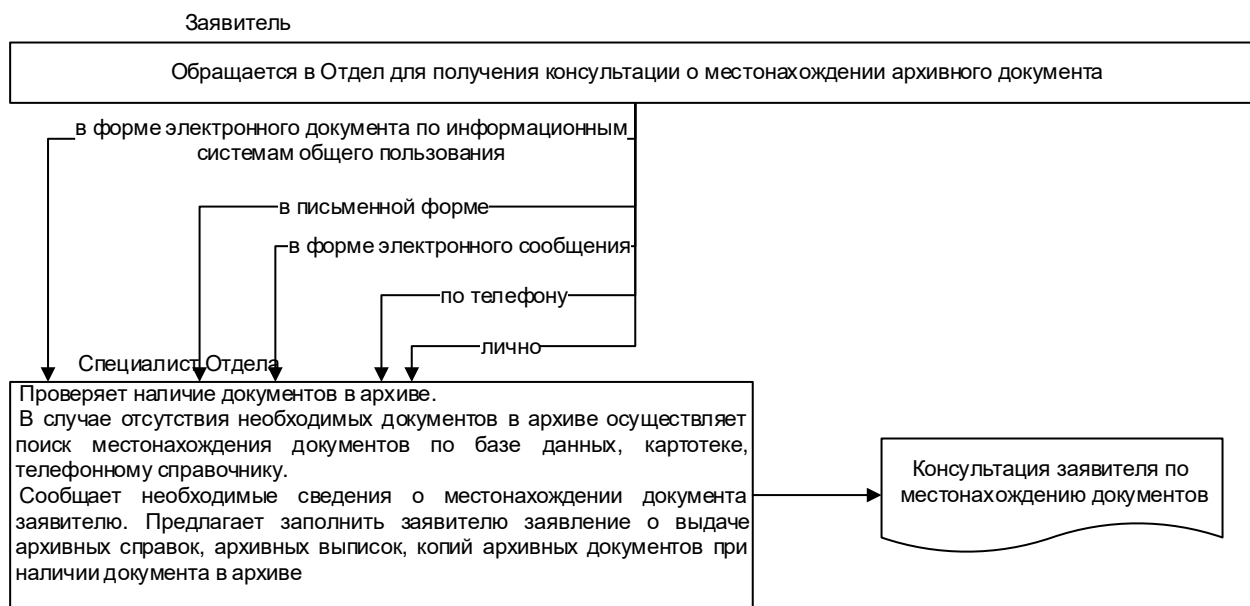 Заявитель
Обращается в Отдел для получения консультации о местонахождении архивного документа
в форме электронного документа по информационным
системам общего пользования
в письменной форме
в форме электронного сообщения
по телефону
лично
Специалист Отдела
Проверяет наличие документов в архиве.
В случае отсутствия необходимых документов в архиве осуществляет
поиск местонахождения документов по базе данных, картотеке,
телефонному справочнику.
Сообщает необходимые сведения о местонахождении документа
заявителю. Предлагает заполнить заявителю заявление о выдаче
архивных справок, архивных выписок, копий архивных документов при
наличии документа в архиве
Консультация заявителя по
местонахождению документов